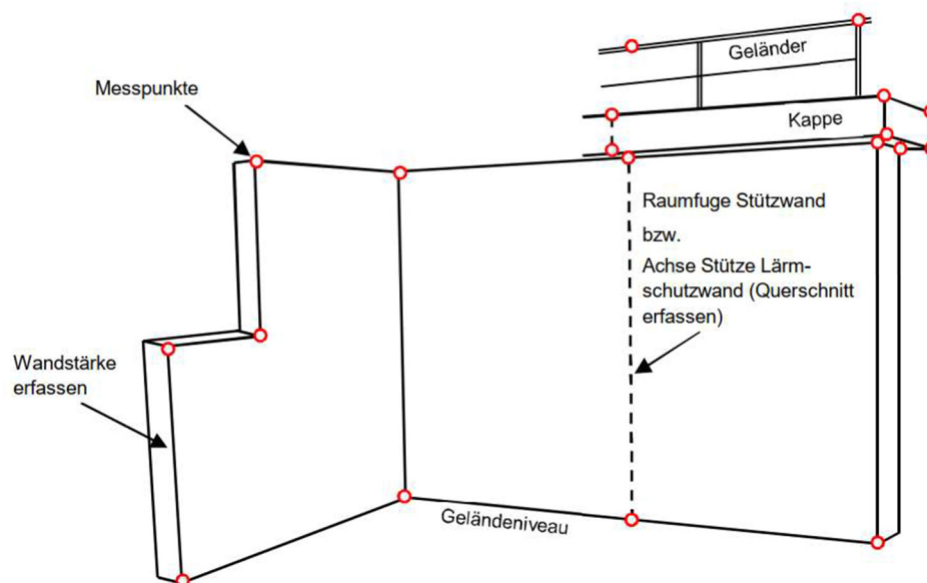 Geländer
Messpunkte
Kappe
Raumfuge Stützwand
bzw.
Achse Stütze Lärm-
schutzwand (Querschnitt
erfassen)
Wandstärke
erfassen
Geländeniveau